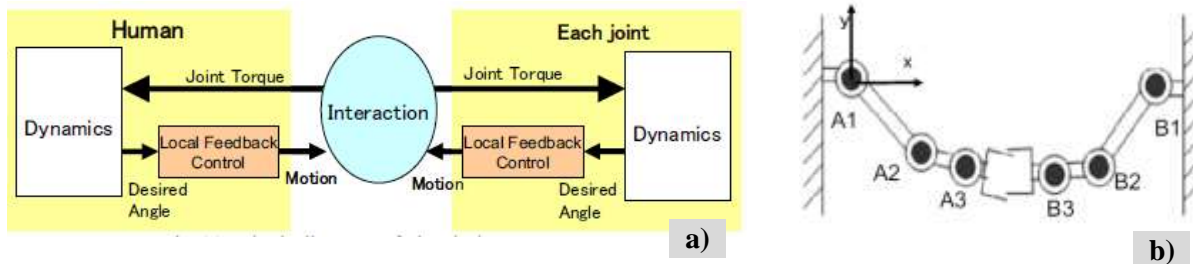 Human
Each joint
Joint Torque
Joint Torque
Dynamics
Interaction
Dynamics
Local Feedback
Control
Local Feedback
Control
Motion
Motion
Desired
Angle
Desired
Angle
a)
y
x
A1
A2
A3
B3
B2
B1
b)